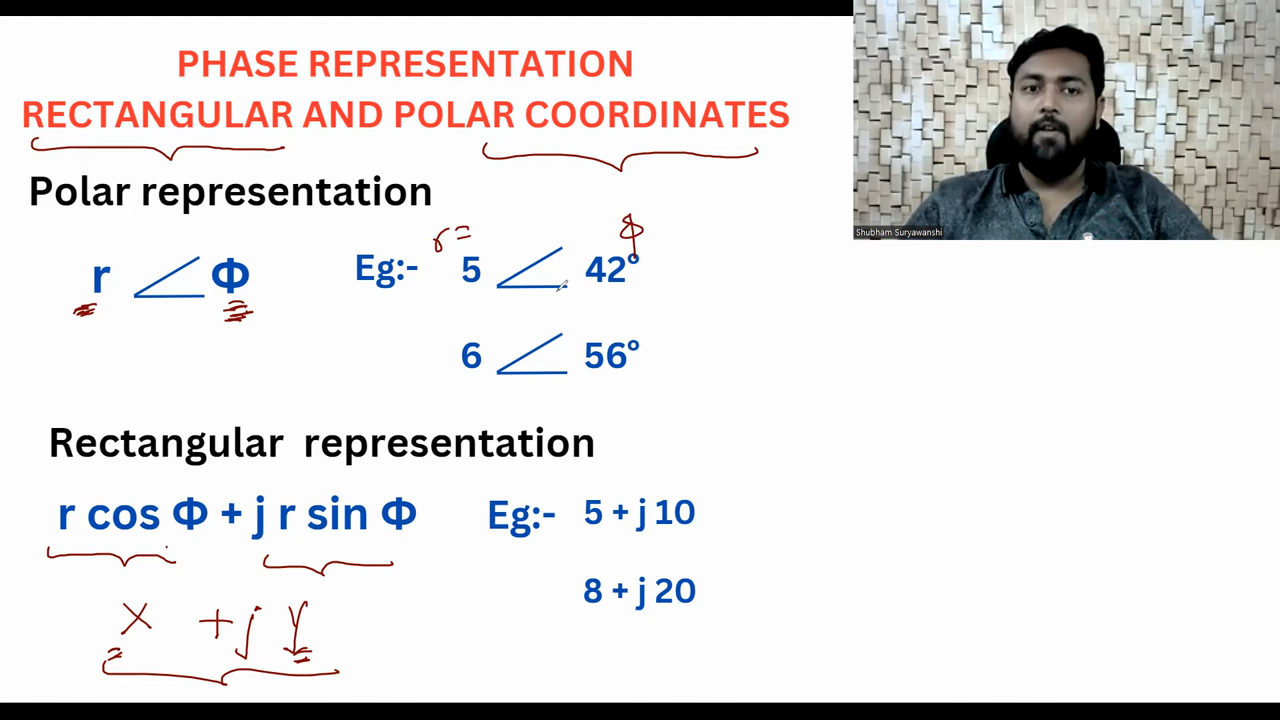 PHASE REPRESENTATION
RECTANGULAR AND POLAR COORDINATES
Shubham Suryawanshi
Polar representation
r= ϕ
r ∠ Φ Eg:- 5 ∠ 42°
6 ∠ 56°
Rectangular representation
r cos Φ + j r sin Φ Eg:- 5 + j 10
8 + j 20
x + j y